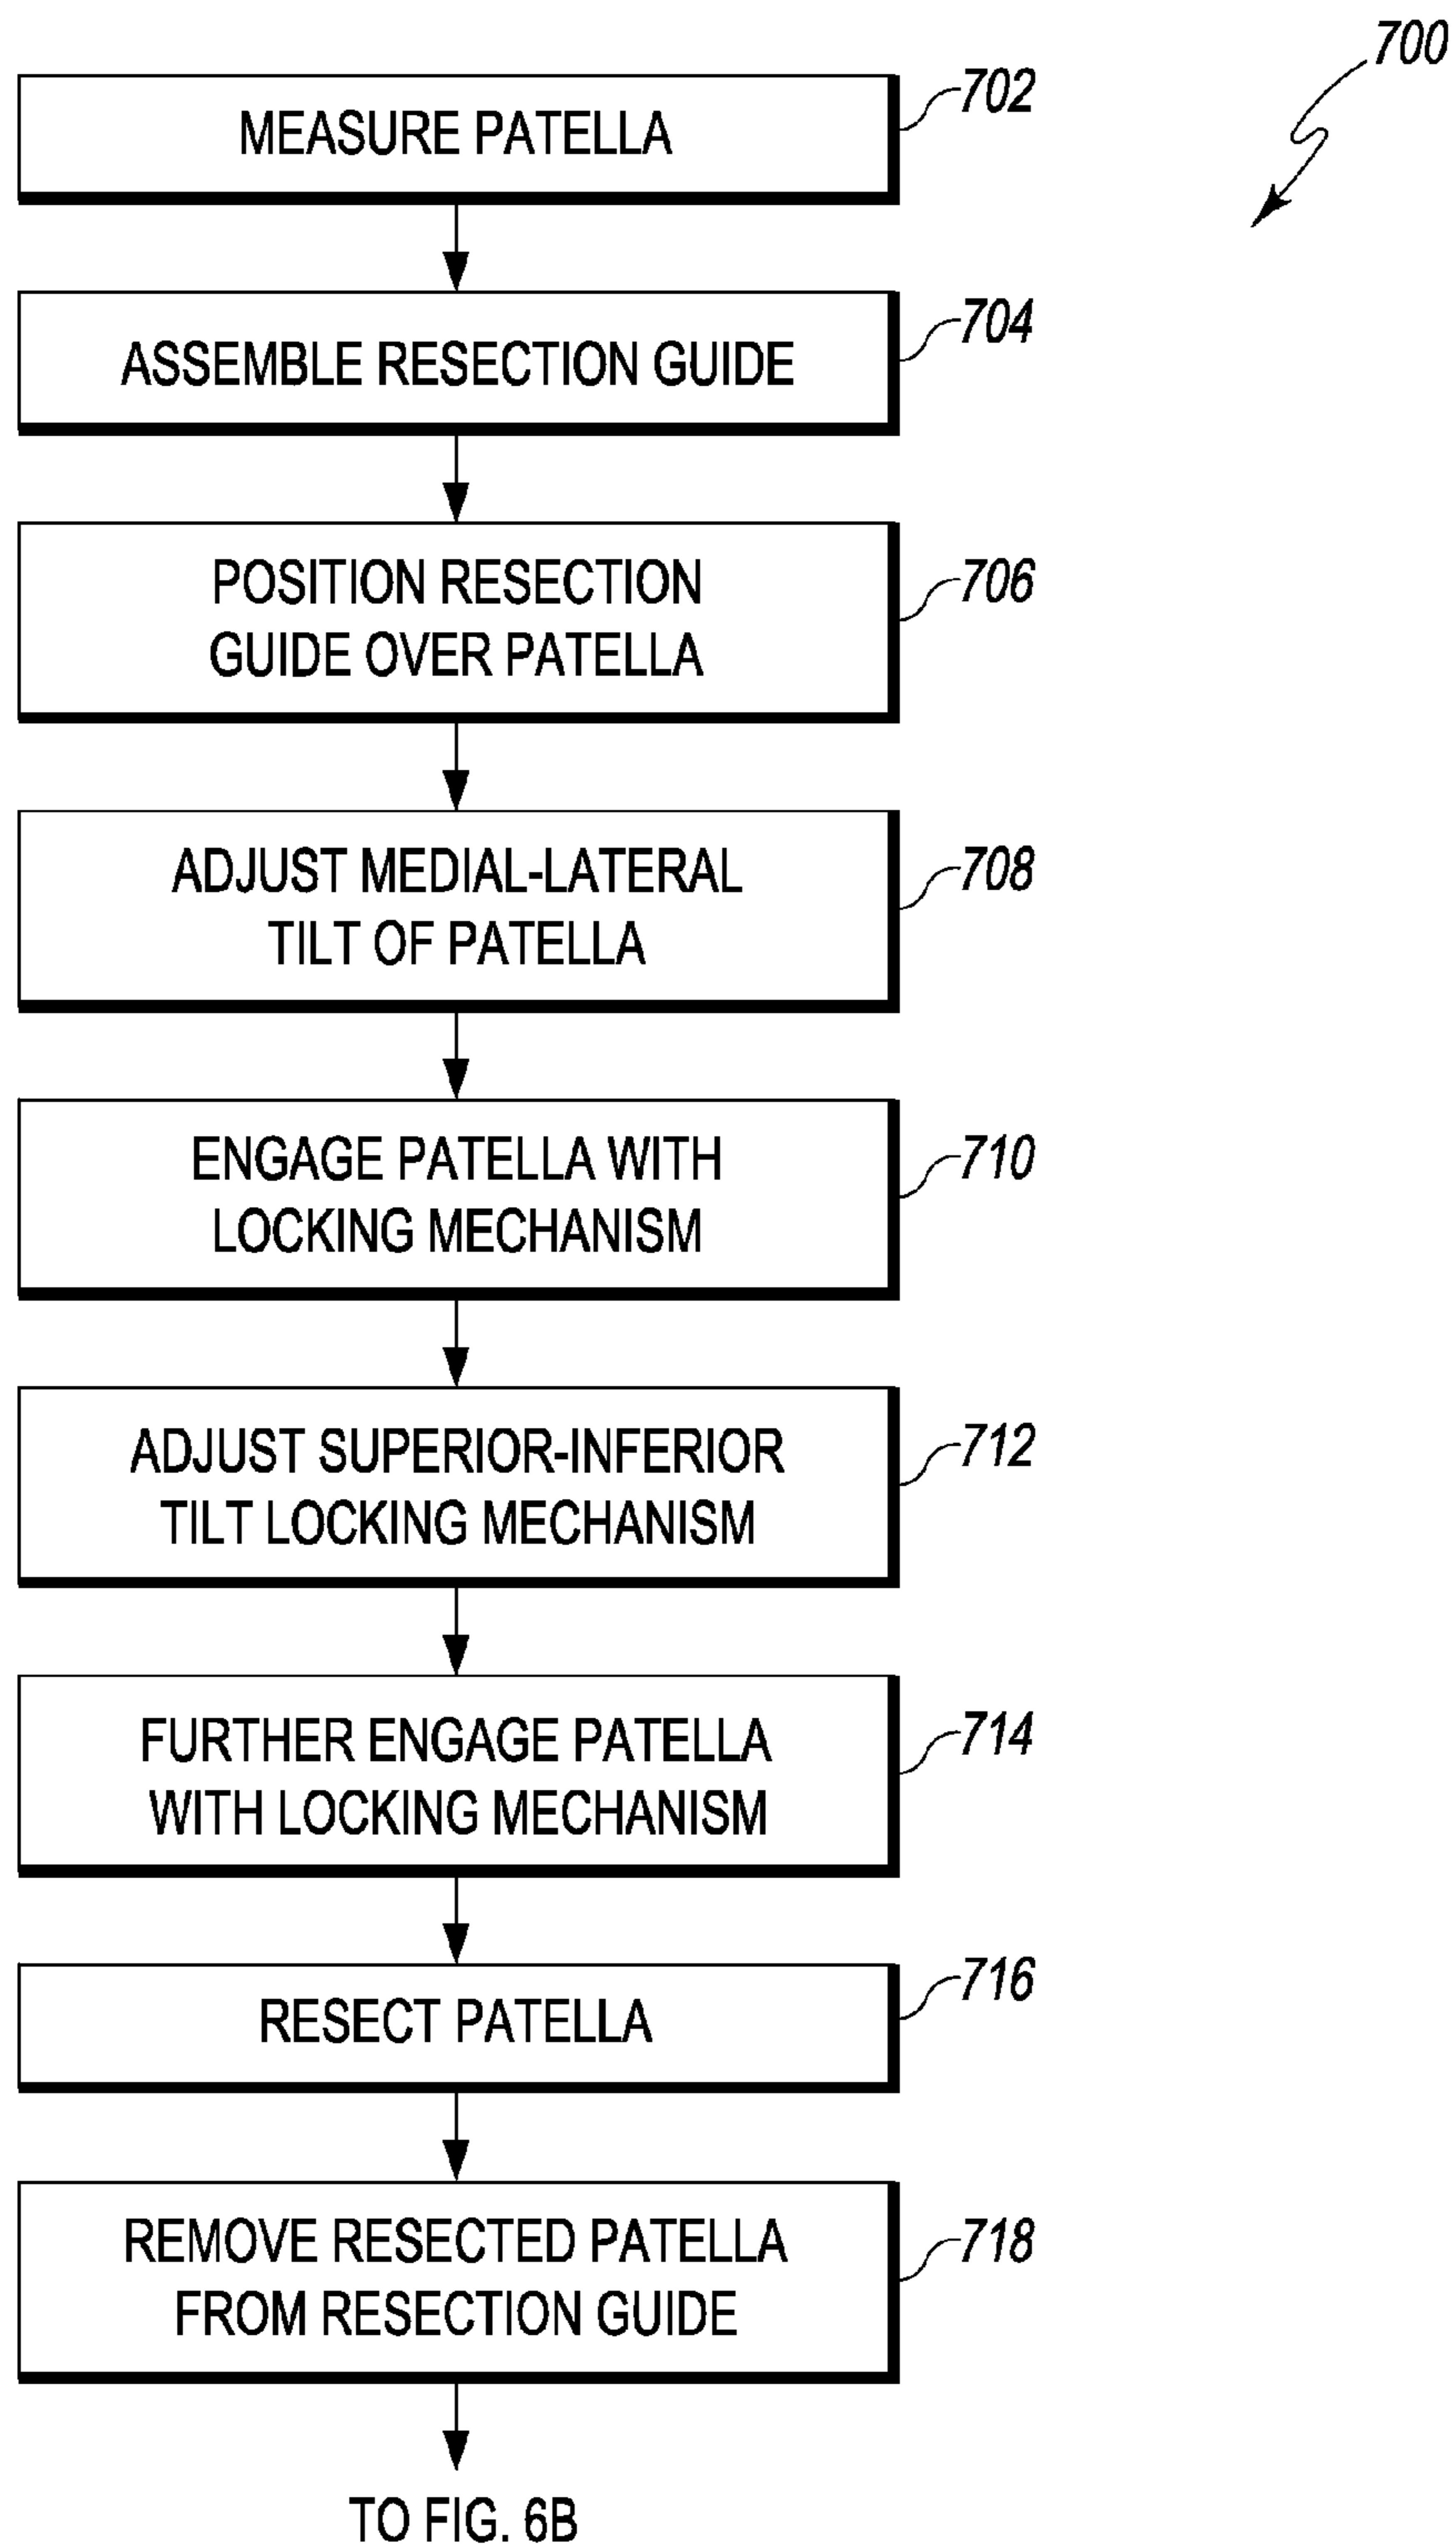 700
MEASURE PATELLA
702
ASSEMBLE RESECTION GUIDE
704
POSITION RESECTION
GUIDE OVER PATELLA
706
ADJUST MEDIAL-LATERAL
TILT OF PATELLA
708
ENGAGE PATELLA WITH
LOCKING MECHANISM
710
ADJUST SUPERIOR-INFERIOR
TILT LOCKING MECHANISM
712
FURTHER ENGAGE PATELLA
WITH LOCKING MECHANISM
714
RESECT PATELLA
716
REMOVE RESECTED PATELLA
FROM RESECTION GUIDE
718
TO FIG. 6B